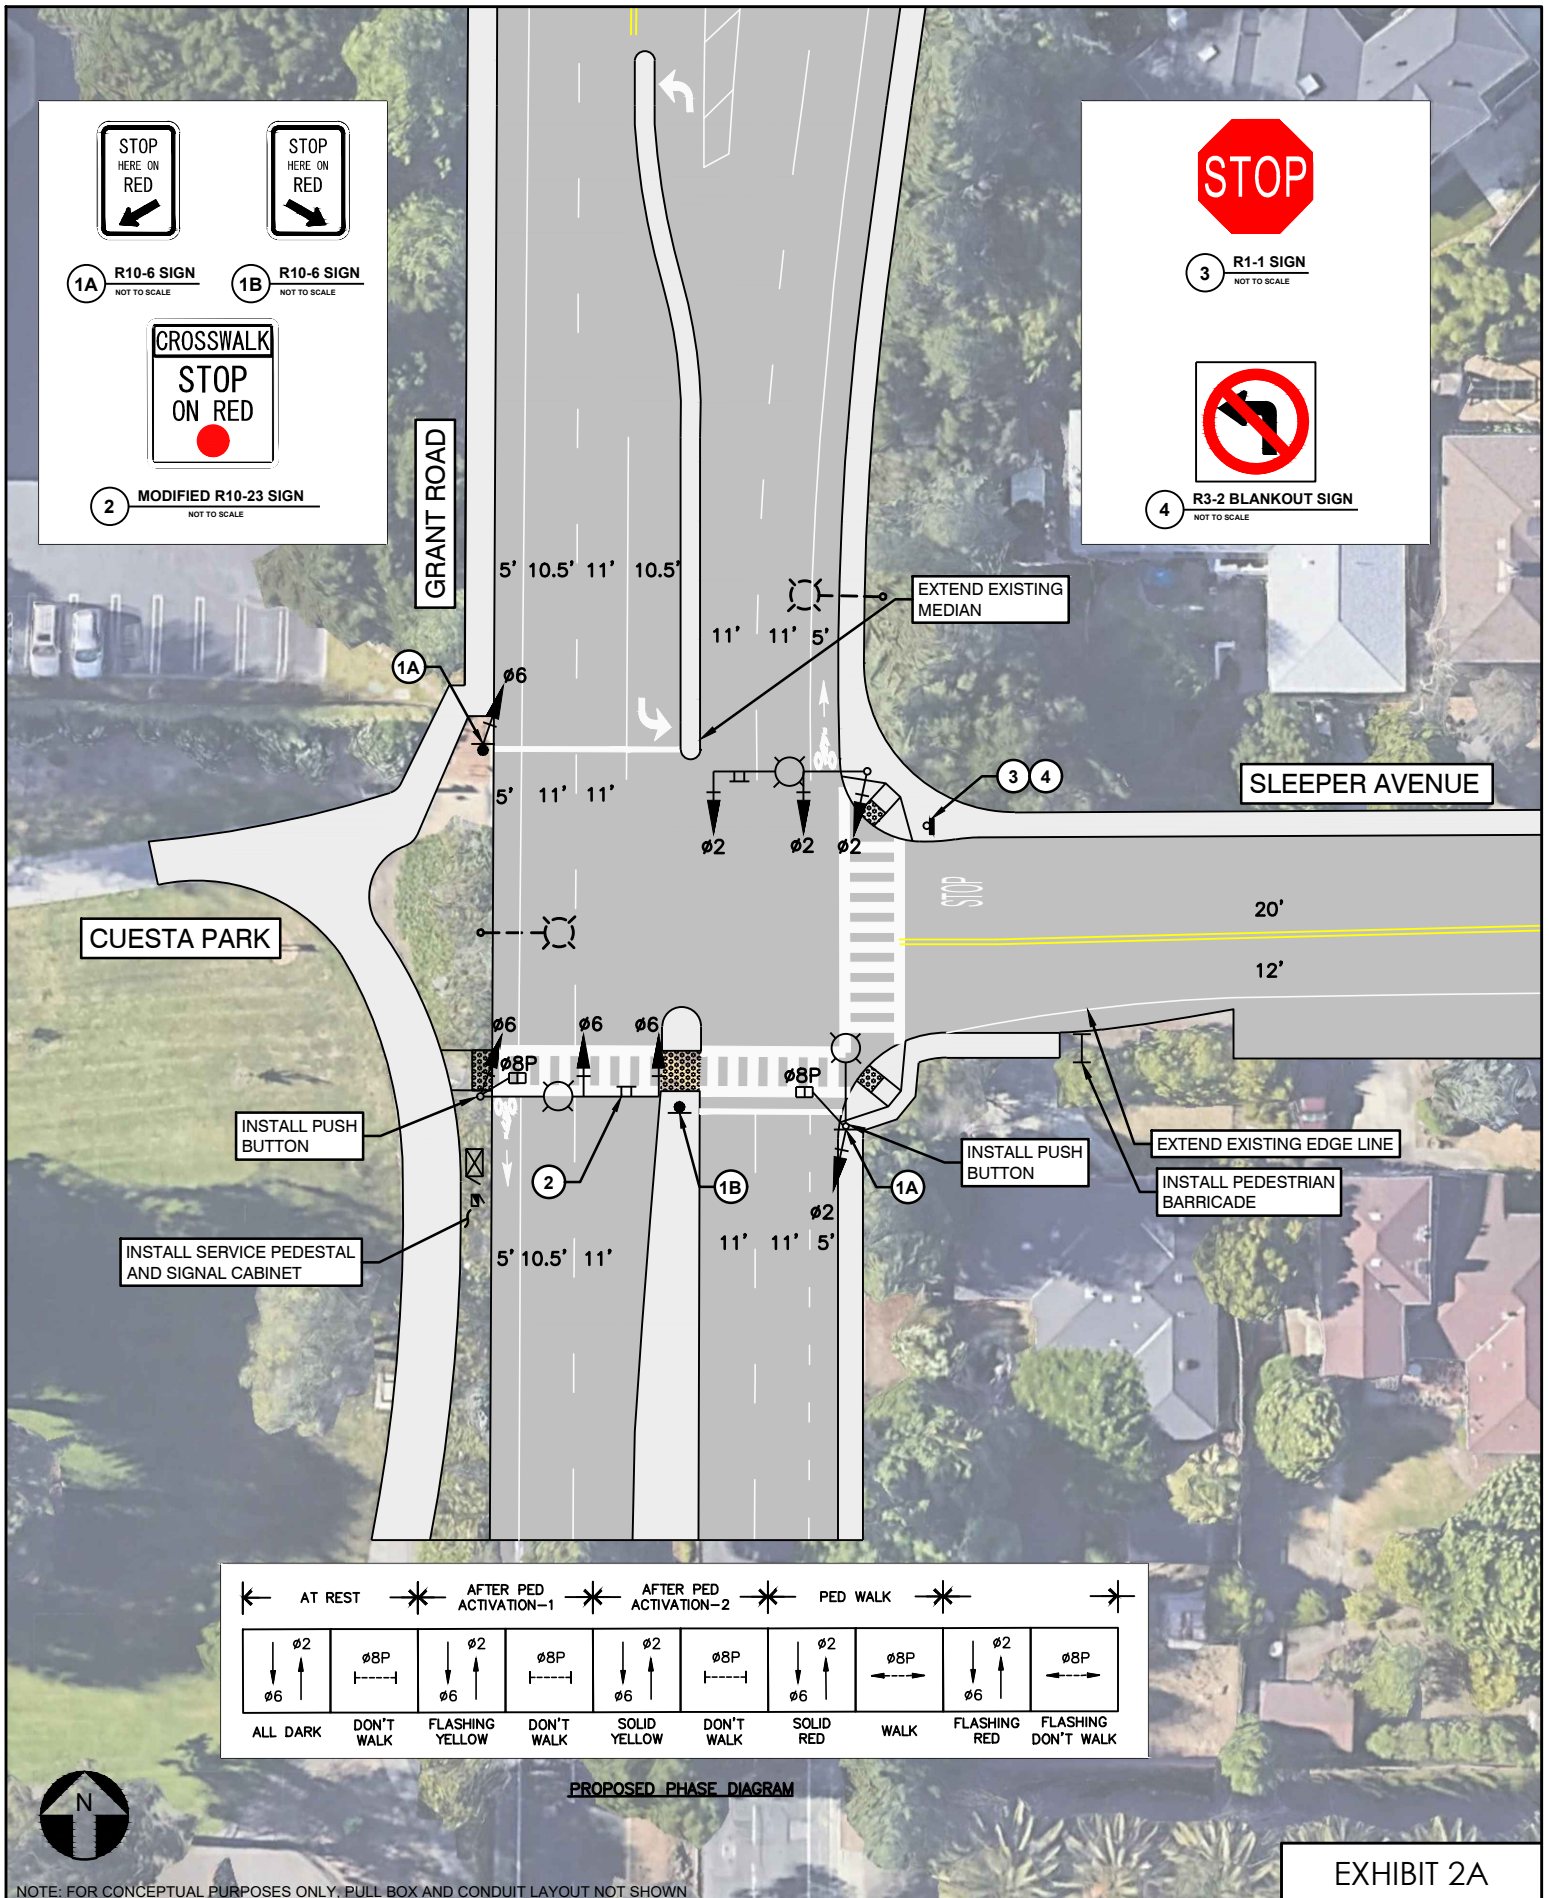 STOP
HERE ON
RED
STOP
HERE ON
RED
1A
R10-6 SIGN
NOT TO SCALE
1B
R10-6 SIGN
NOT TO SCALE
CROSSWALK
STOP
ON RED
2
MODIFIED R10-23 SIGN
NOT TO SCALE
STOP
3
R1-1 SIGN
NOT TO SCALE
4
R3-2 BLANKOUT SIGN
NOT TO SCALE
GRANT ROAD
5' 10.5' 11' 10.5'
EXTEND EXISTING
MEDIAN
11' 11' 5'
1A
ø6
3 4
SLEEPER AVENUE
5' 11' 11'
ø2 ø2 ø2
STOP
20'
CUESTA PARK
12'
ø6 ø6 ø6
ø8P
ø8P
INSTALL PUSH
BUTTON
2
1B
1A
INSTALL PUSH
BUTTON
EXTEND EXISTING EDGE LINE
INSTALL PEDESTRIAN
BARRICADE
ø2
INSTALL SERVICE PEDESTAL
AND SIGNAL CABINET
5' 10.5' 11'
11' 11' 5'
AT REST
AFTER PED
ACTIVATION-1
AFTER PED
ACTIVATION-2
PED WALK
ø2
ø6
ø8P
ø2
ø6
ø8P
ø2
ø6
ø8P
ø2
ø6
ø8P
ø2
ø6
ø8P
ALL DARK
DON'T
WALK
FLASHING
YELLOW
DON'T
WALK
SOLID
YELLOW
DON'T
WALK
SOLID
RED
WALK
FLASHING
RED
FLASHING
DON'T WALK
PROPOSED PHASE DIAGRAM
N
NOTE: FOR CONCEPTUAL PURPOSES ONLY, PULL BOX AND CONDUIT LAYOUT NOT SHOWN
EXHIBIT 2A